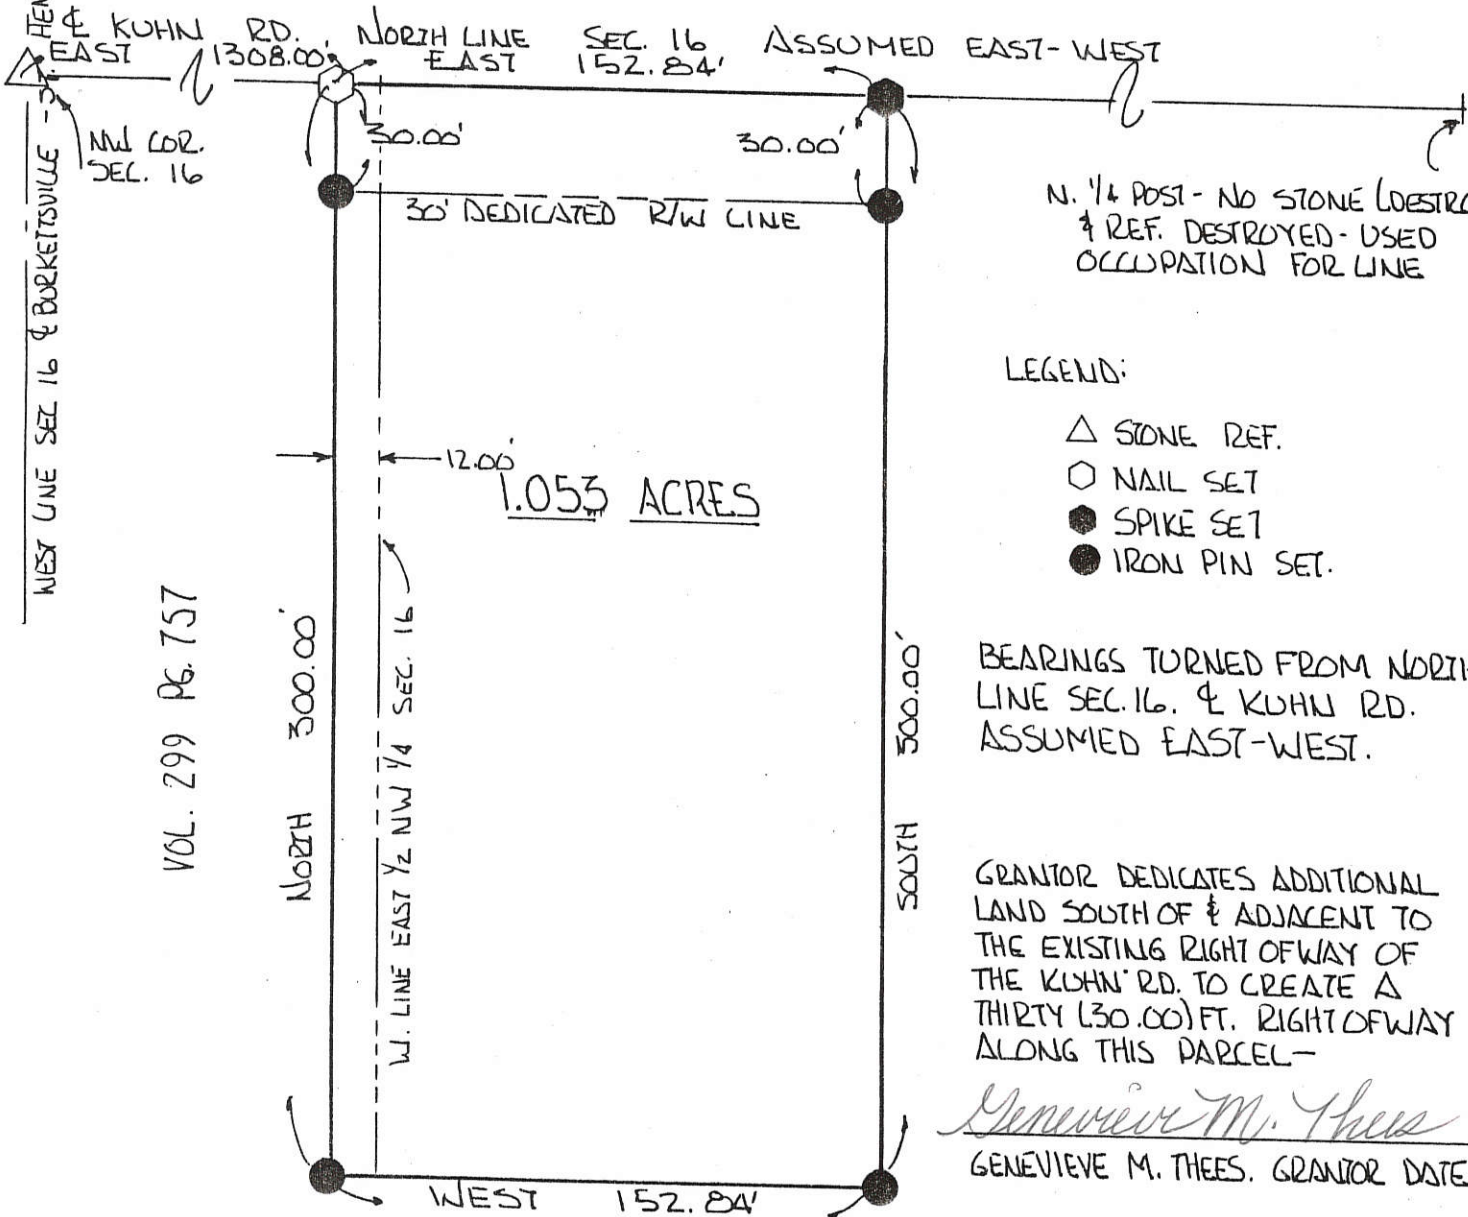 ℄ KUHN RD.
EAST 1308.00'
NORTH LINE SEC. 16 ASSUMED EAST-WEST
EAST 152.84'
NW COR.
SEC. 16
30.00'
30.00'
30' DEDICATED R/W LINE
N. 1/4 POST - NO STONE (DESTRO
& REF. DESTROYED - USED
OCCUPATION FOR LINE
WEST LINE SEC 16 ℄ BURKETTSVILLE -
LEGEND:
△ STONE REF.
⬡ NAIL SET
⬢ SPIKE SET
● IRON PIN SET.
12.00'
1.053 ACRES
VOL. 299 PG. 757
NORTH 300.00'
W. LINE EAST 1/2 NW 1/4 SEC. 16
SOUTH 300.00'
BEARINGS TURNED FROM NORTH
LINE SEC. 16. ℄ KUHN RD.
ASSUMED EAST-WEST.
GRANTOR DEDICATES ADDITIONAL
LAND SOUTH OF & ADJACENT TO
THE EXISTING RIGHT OF WAY OF
THE KUHN RD. TO CREATE A
THIRTY (30.00) FT. RIGHT OF WAY
ALONG THIS PARCEL-
Genevieve M. Thees
GENEVIEVE M. THEES. GRANTOR DATE
WEST 152.84'